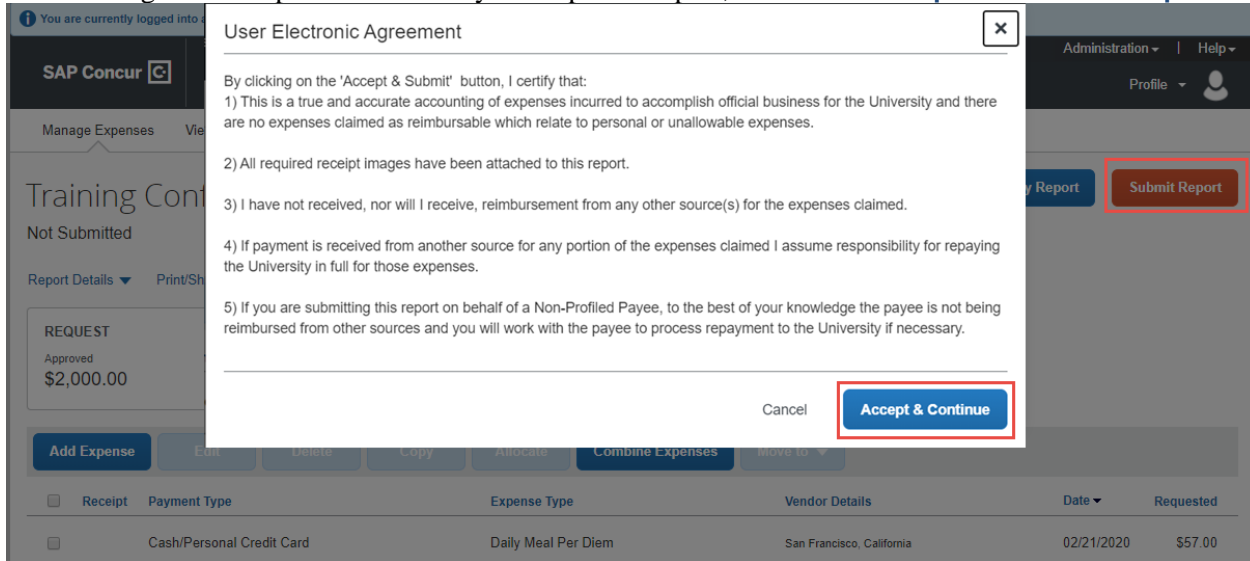 You are currently logged into
User Electronic Agreement
×
Administration | Help
SAP Concur C
Profile
By clicking on the 'Accept & Submit' button, I certify that:
1) This is a true and accurate accounting of expenses incurred to accomplish official business for the University and there
are no expenses claimed as reimbursable which relate to personal or unallowable expenses.
Manage Expenses Vie
2) All required receipt images have been attached to this report.
Training Conf
y Report Submit Report
3) I have not received, nor will I receive, reimbursement from any other source(s) for the expenses claimed.
Not Submitted
4) If payment is received from another source for any portion of the expenses claimed I assume responsibility for repaying
the University in full for those expenses.
Report Details Print/Sh
5) If you are submitting this report on behalf of a Non-Profiled Payee, to the best of your knowledge the payee is not being
reimbursed from other sources and you will work with the payee to process repayment to the University if necessary.
REQUEST
Approved
$2,000.00
Cancel Accept & Continue
Add Expense Edit Delete Copy Allocate Combine Expenses Move to
Receipt Payment Type Expense Type Vendor Details Date Requested
Cash/Personal Credit Card Daily Meal Per Diem San Francisco, California 02/21/2020 $57.00